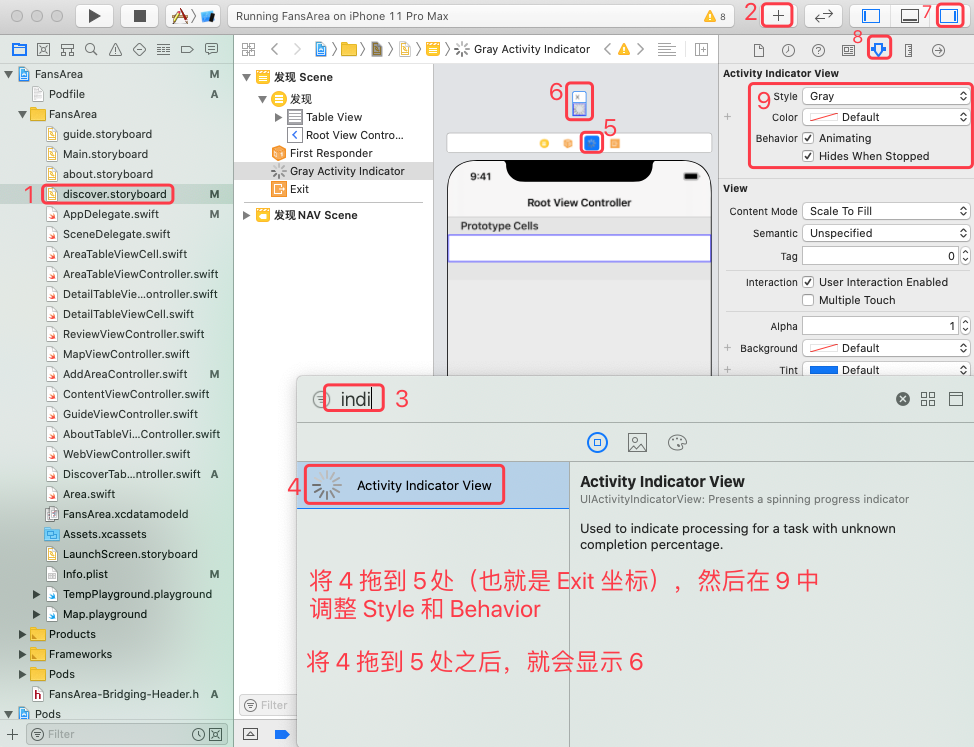 Running FansArea on iPhone 11 Pro Max
8
2
7
8
FansArea M
Podfile A
FansArea
guide.storyboard
Main.storyboard
about.storyboard
1
discover.storyboard M
AppDelegate.swift M
SceneDelegate.swift
AreaTableViewCell.swift
AreaTableViewController.swift
DetailTableVie...ontroller.swift
DetailTableViewCell.swift
ReviewViewController.swift
MapViewController.swift
AddAreaController.swift M
ContentViewController.swift
GuideViewController.swift
AboutTableVi...Controller.swift
WebViewController.swift
DiscoverTab...ntroller.swift A
Area.swift
FansArea.xcdatamodeld
Assets.xcassets
LaunchScreen.storyboard
Info.plist M
TempPlayground.playground
Map.playground
Products
Frameworks
Pods
FansArea-Bridging-Header.h A
Pods
Filter
Gray Activity Indicator
发现 Scene
发现
Table View
Root View Contro...
First Responder
Gray Activity Indicator
Exit
发现 NAV Scene
Filter
6
5
9:41
Root View Controller
Prototype Cells
Activity Indicator View
9
Style Gray
Color Default
Behavior Animating
Hides When Stopped
View
Content Mode Scale To Fill
Semantic Unspecified
Tag 0
Interaction User Interaction Enabled
Multiple Touch
Alpha 1
Background Default
Tint Default
indi
3
4
Activity Indicator View
Activity Indicator View
UIActivityIndicatorView: Presents a spinning progress indicator
Used to indicate processing for a task with unknown
completion percentage.
将 4 拖到 5 处（也就是 Exit 坐标），然后在 9 中
调整 Style 和 Behavior
将 4 拖到 5 处之后，就会显示 6